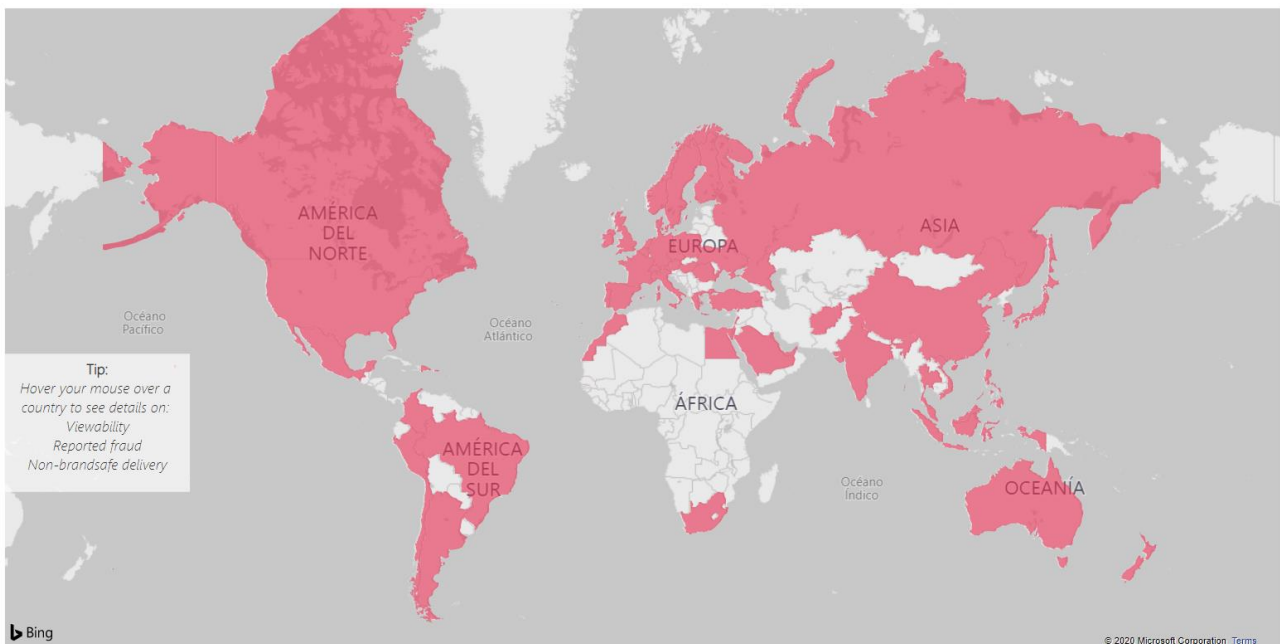 AMÉRICA
DEL
NORTE
EUROPA
ASIA
Océano
Pacífico
Océano
Atlántico
Tip:
Hover your mouse over a
country to see details on:
Viewability
Reported fraud
Non-brandsafe delivery
ÁFRICA
AMÉRICA
DEL
SUR
Océano
Índico
OCEANÍA
Bing
© 2020 Microsoft Corporation Terms